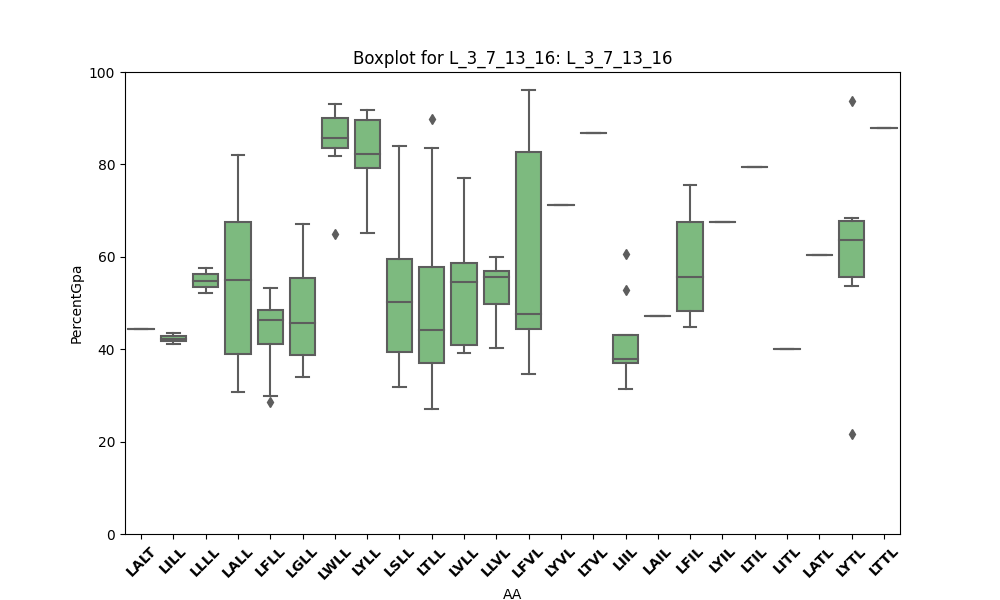 Boxplot for L_3_7_13_16: L_3_7_13_16
100
80
60
40
20
0
PercentGpa
LALT LILL LLLL LALL LFLL LGLL LWLL LYLL LSLL LTLL LVLL LLVL LFVL LYVL LTVL LIIL LAIL LFIL LYIL LTIL LITL LATL LYTL LTTL
AA